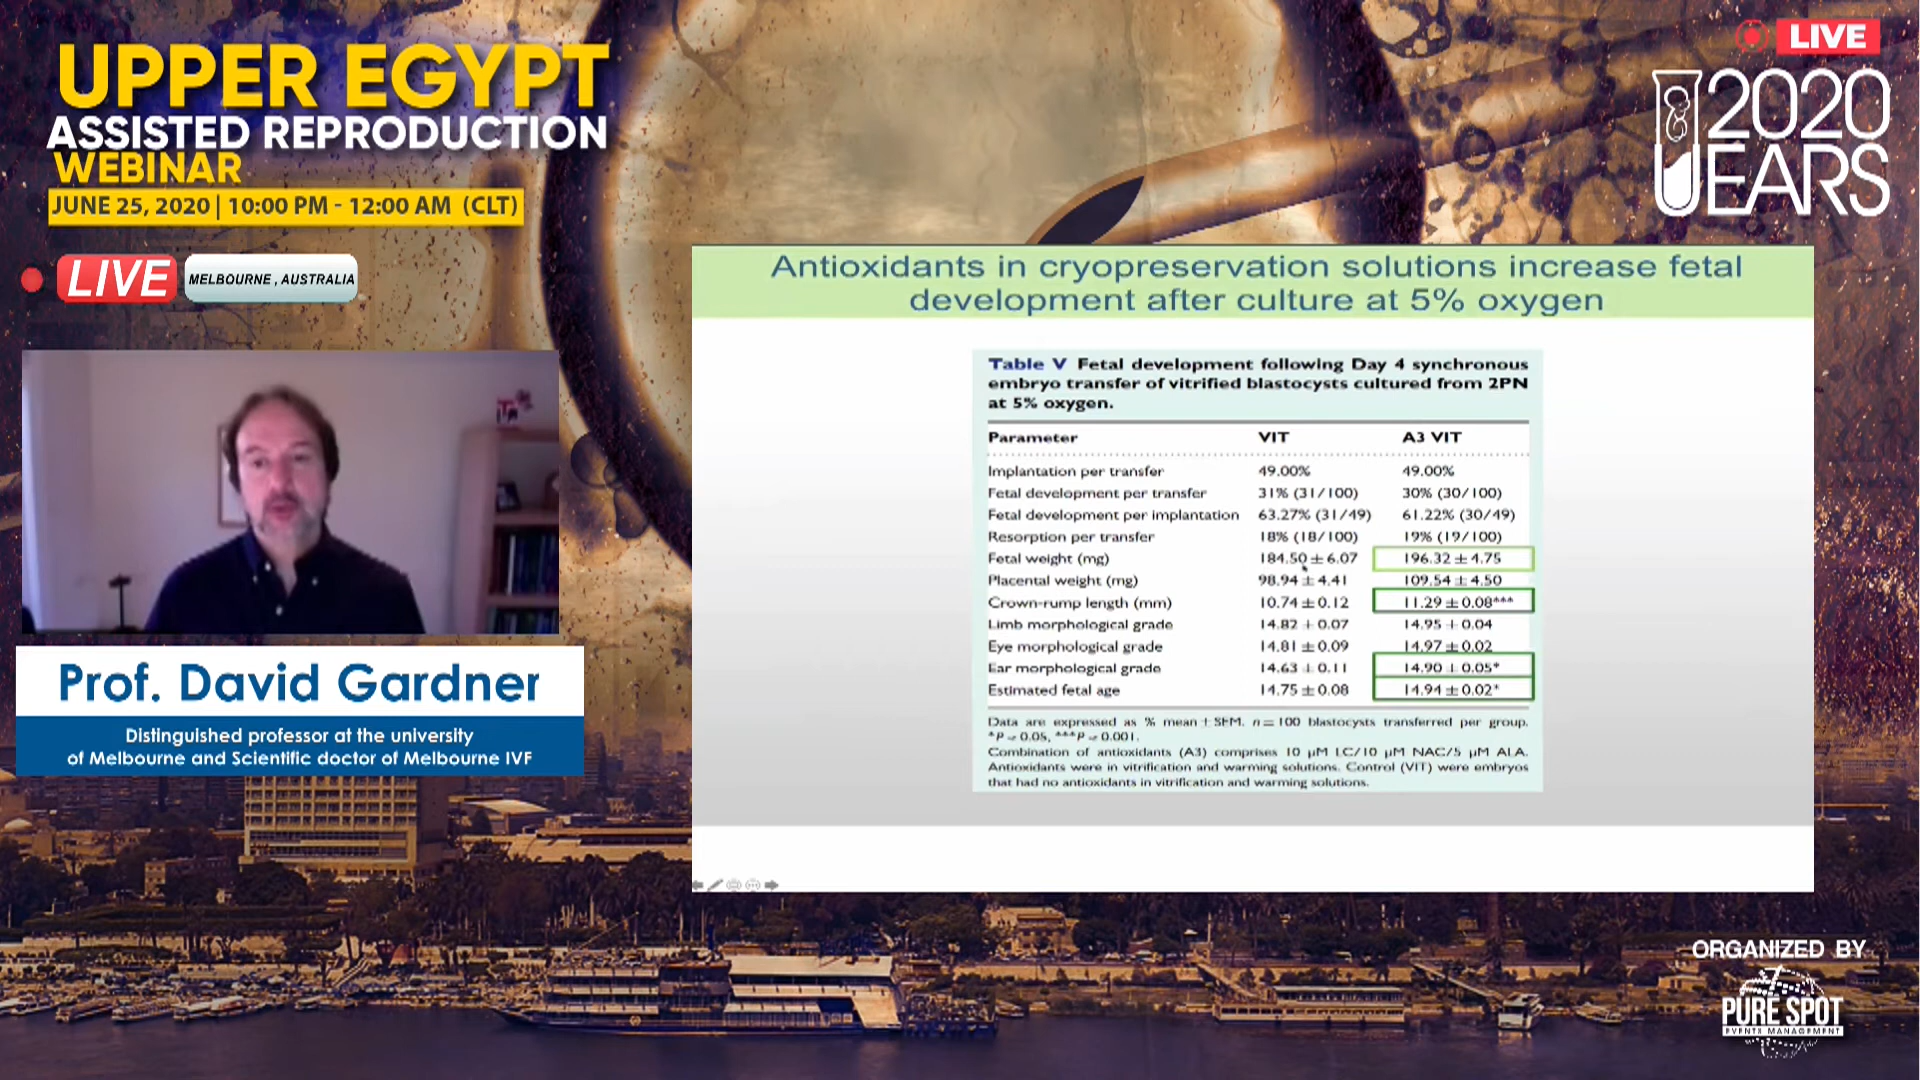 UPPER EGYPT
ASSISTED REPRODUCTION
WEBINAR
JUNE 25, 2020 | 10:00 PM - 12:00 AM (CLT)
LIVE
MELBOURNE , AUSTRALIA
LIVE
2020
YEARS
Prof. David Gardner
Distinguished professor at the university
of Melbourne and Scientific doctor of Melbourne IVF
Antioxidants in cryopreservation solutions increase fetal
development after culture at 5% oxygen
Table V Fetal development following Day 4 synchronous
embryo transfer of vitrified blastocysts cultured from 2PN
at 5% oxygen.
Parameter VIT A3 VIT
Implantation per transfer 49.00% 49.00%
Fetal development per transfer 31% (31/100) 30% (30/100)
Fetal development per implantation 63.27% (31/49) 61.22% (30/49)
Resorption per transfer 18% (18/100) 19% (19/100)
Fetal weight (mg) 184.50 ± 6.07 196.32 ± 4.75
Placental weight (mg) 98.94 ± 4.41 109.54 ± 4.50
Crown-rump length (mm) 10.74 ± 0.12 11.29 ± 0.08***
Limb morphological grade 14.82 ± 0.07 14.95 ± 0.04
Eye morphological grade 14.81 ± 0.09 14.97 ± 0.02
Ear morphological grade 14.63 ± 0.11 14.90 ± 0.05*
Estimated fetal age 14.75 ± 0.08 14.94 ± 0.02*
Data are expressed as % mean ± SEM. n = 100 blastocysts transferred per group.
*P < 0.05, ***P < 0.001.
Combination of antioxidants (A3) comprises 10 µM LC/10 µM NAC/5 µM ALA.
Antioxidants were in vitrification and warming solutions. Control (VIT) were embryos
that had no antioxidants in vitrification and warming solutions.
ORGANIZED BY
PURE SPOT
EVENTS MANAGEMENT